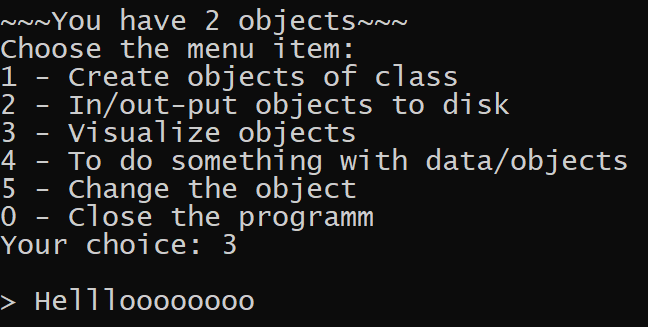 ~~~You have 2 objects~~~
Choose the menu item:
1 - Create objects of class
2 - In/out-put objects to disk
3 - Visualize objects
4 - To do something with data/objects
5 - Change the object
0 - Close the programm
Your choice: 3
> Hellloooooooo